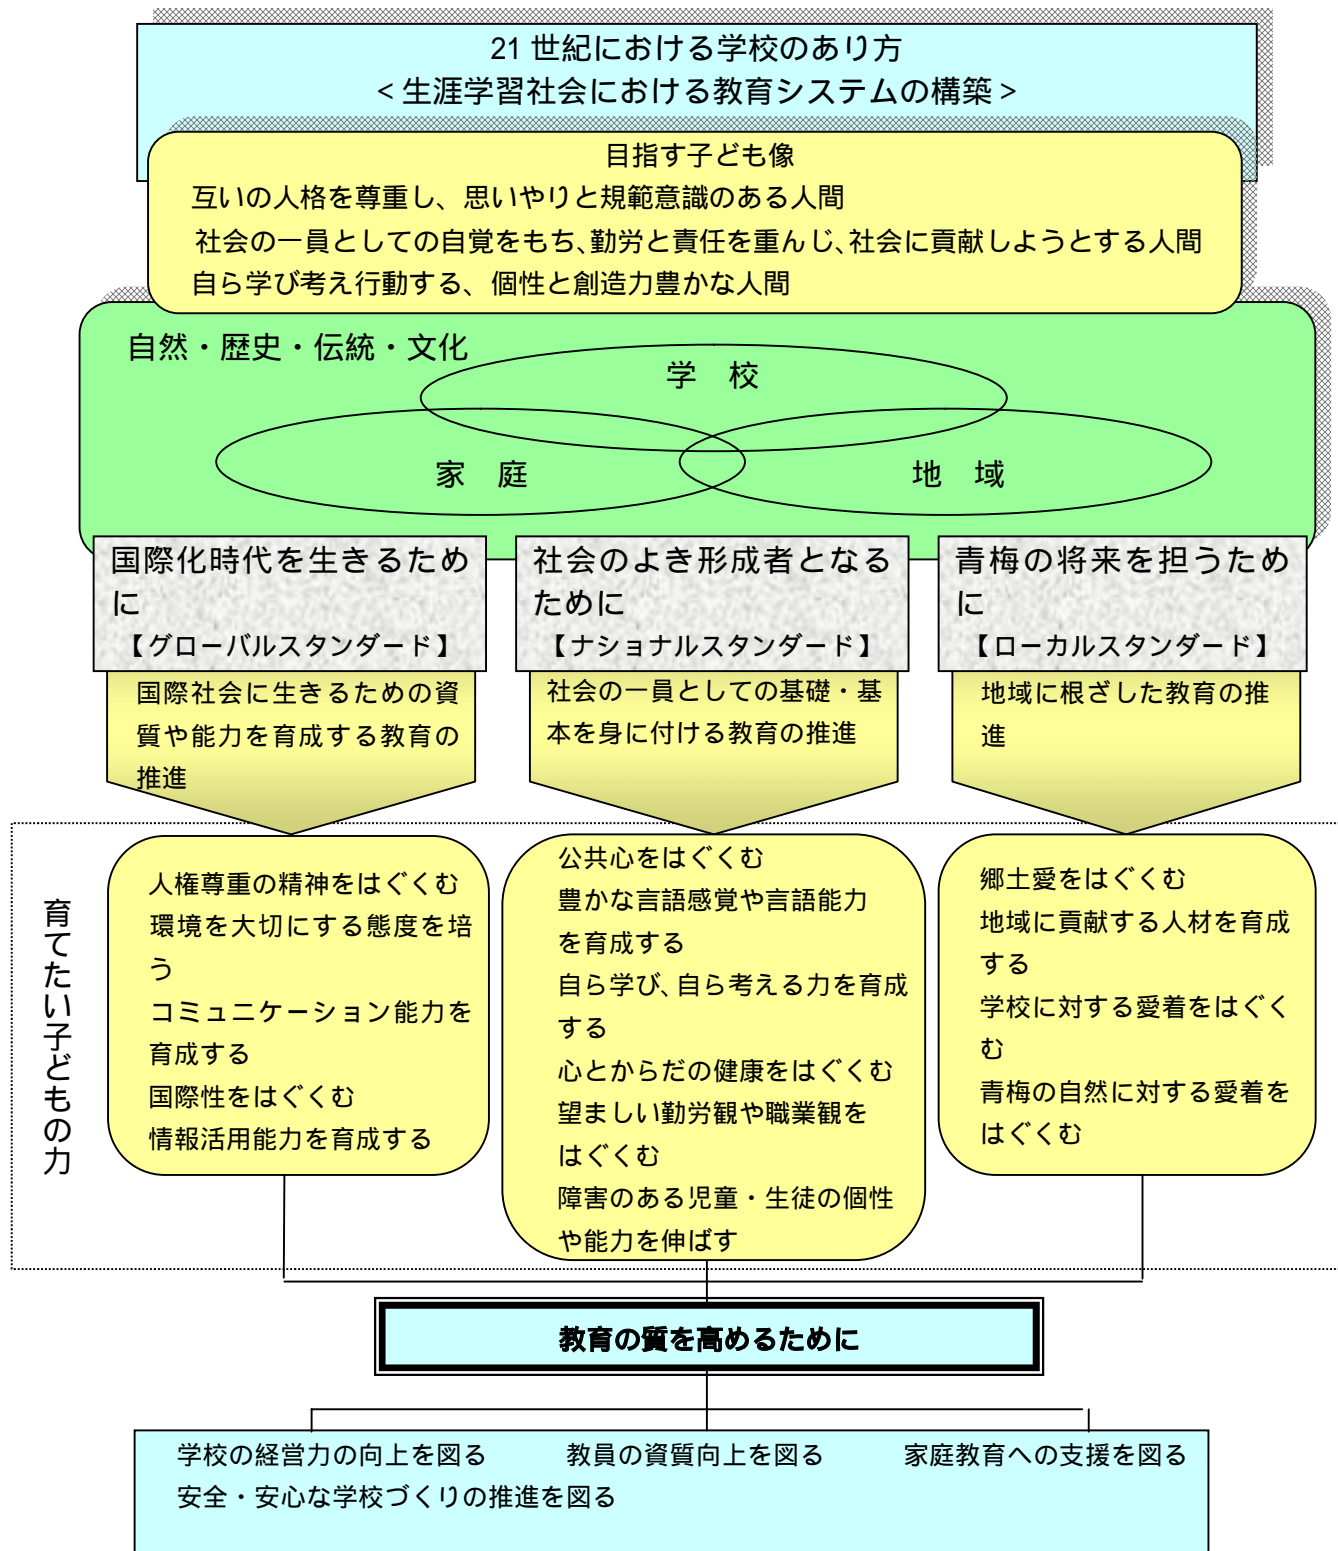 21 世紀における学校のあり方
<生涯学習社会における教育システムの構築>
目指す子ども像
互いの人格を尊重し、思いやりと規範意識のある人間
社会の一員としての自覚をもち、勤労と責任を重んじ、社会に貢献しようとする人間
自ら学び考え行動する、個性と創造力豊かな人間
自然・歴史・伝統・文化
学 校
家 庭
地 域
国際化時代を生きるため
に
【グローバルスタンダード】
国際社会に生きるための資
質や能力を育成する教育の
推進
社会のよき形成者となる
ために
【ナショナルスタンダード】
社会の一員としての基礎・基
本を身に付ける教育の推進
青梅の将来を担うため
に
【ローカルスタンダード】
地域に根ざした教育の推
進
育てたい子どもの力
人権尊重の精神をはぐくむ
環境を大切にする態度を培
う
コミュニケーション能力を
育成する
国際性をはぐくむ
情報活用能力を育成する
公共心をはぐくむ
豊かな言語感覚や言語能力
を育成する
自ら学び、自ら考える力を育成
する
心とからだの健康をはぐくむ
望ましい勤労観や職業観を
はぐくむ
障害のある児童・生徒の個性
や能力を伸ばす
郷土愛をはぐくむ
地域に貢献する人材を育成
する
学校に対する愛着をはぐく
む
青梅の自然に対する愛着を
はぐくむ
教育の質を高めるために
学校の経営力の向上を図る 教員の資質向上を図る 家庭教育への支援を図る
安全・安心な学校づくりの推進を図る